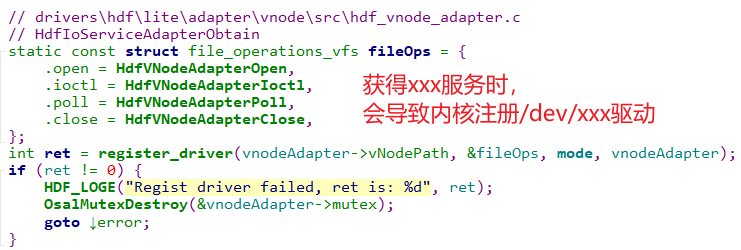 // drivers\hdf\lite\adapter\vnode\src\hdf_vnode_adapter.c
// HdfIoServiceAdapterObtain
static const struct file_operations_vfs fileOps = {
    .open = HdfVNodeAdapterOpen,
    .ioctl = HdfVNodeAdapterIoctl,
    .poll = HdfVNodeAdapterPoll,
    .close = HdfVNodeAdapterClose,
};
获得xxx服务时,
会导致内核注册/dev/xxx驱动
int ret = register_driver(vnodeAdapter->vNodePath, &fileOps, mode, vnodeAdapter);
if (ret != 0) {
    HDF_LOGE("Regist driver failed, ret is: %d", ret);
    OsalMutexDestroy(&vnodeAdapter->mutex);
    goto ↓error;
}